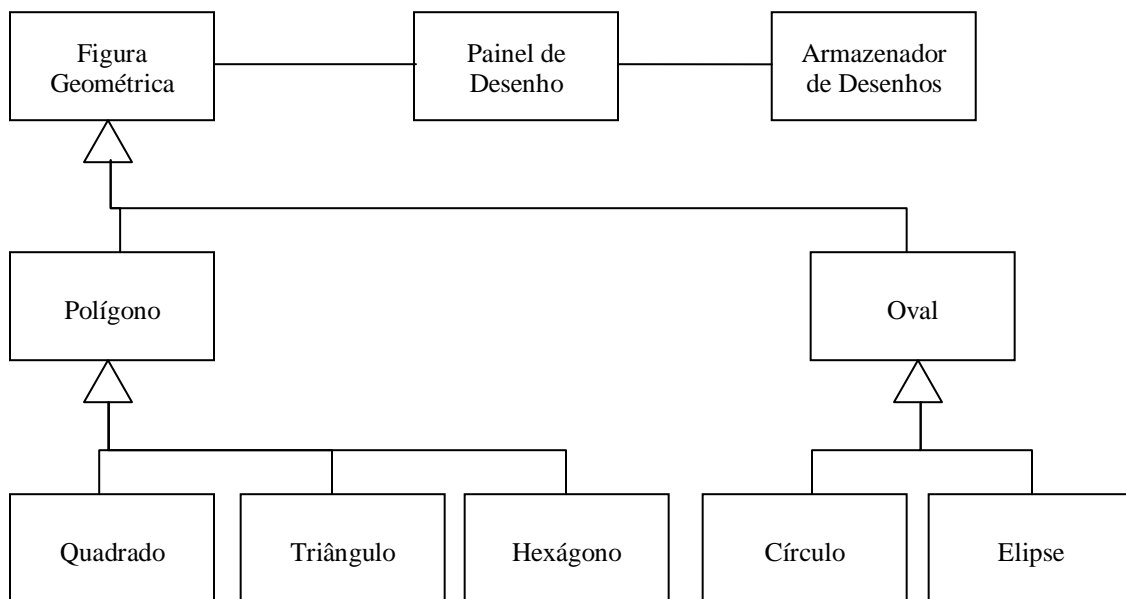 Figura
Geométrica
Painel de
Desenho
Armazenador
de Desenhos
Polígono
Oval
Quadrado
Triângulo
Hexágono
Círculo
Elipse